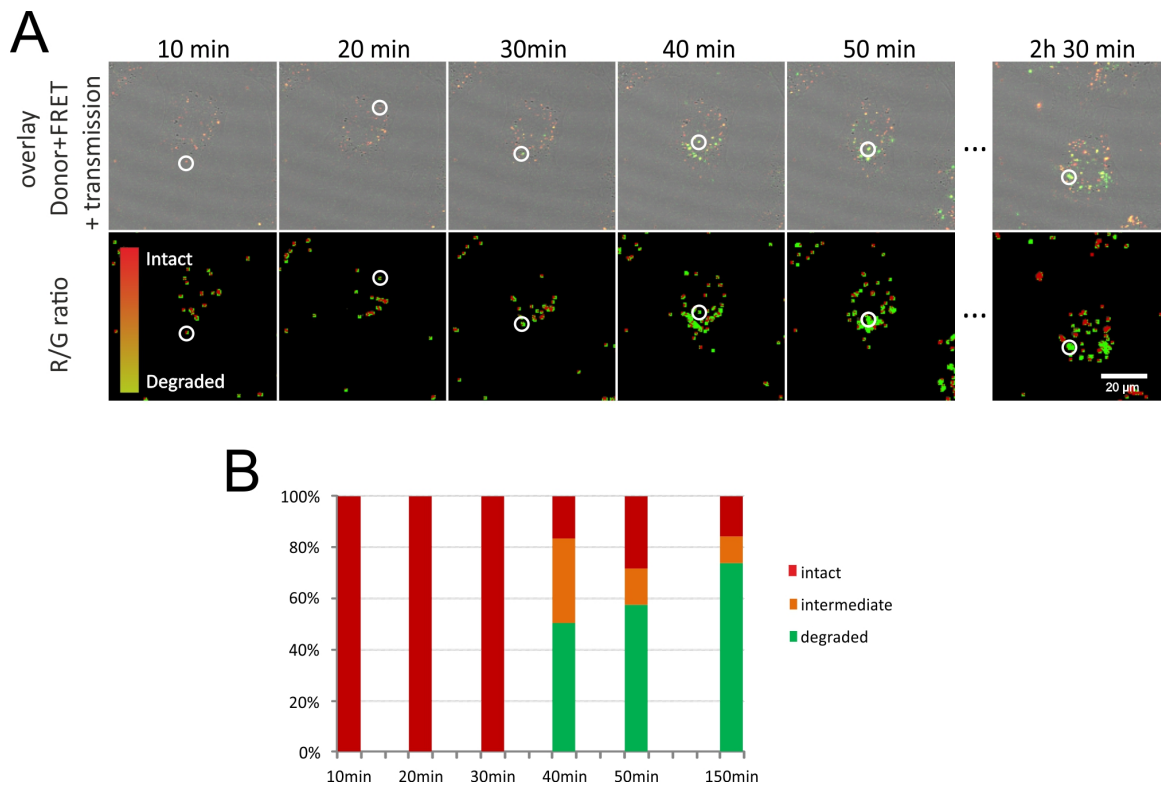 A
10 min
20 min
30min
40 min
50 min
2h 30 min
overlay
Donor+FRET
+ transmission
...
R/G ratio
Intact
Degraded
...
20 µm
B
100%
80%
60%
40%
20%
0%
10min
20min
30min
40min
50min
150min
intact
intermediate
degraded